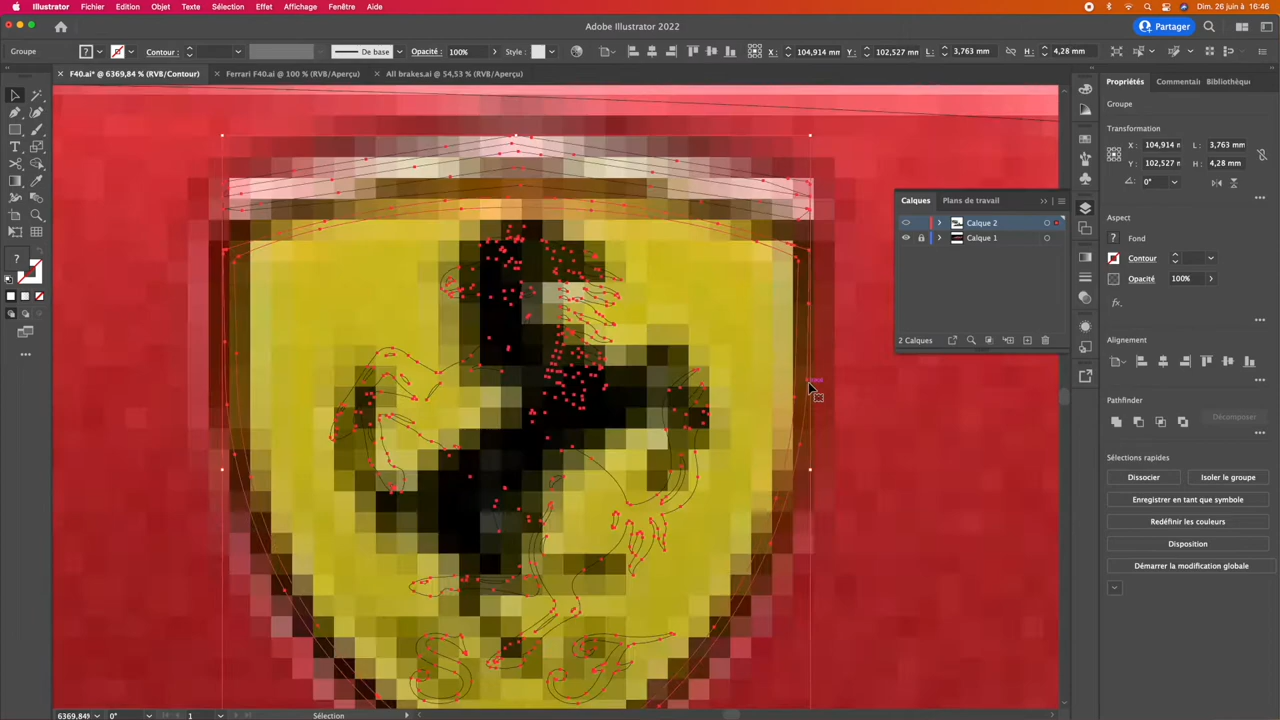 Illustrator Fichier Edition Objet Texte Sélection Effet Affichage Fenêtre Aide Dim. 26 juin à 16:46
Adobe Illustrator 2022 Partager
Groupe ? Contour : De base Opacité : 100% Style : X : 104,914 mm Y : 102,527 mm L : 3,763 mm H : 4,28 mm
× F40.ai* @ 6369,84 % (RVB/Contour) × Ferrari F40.ai @ 100 % (RVB/Aperçu) × All brakes.ai @ 54,53 % (RVB/Aperçu)
Propriétés Commentai Bibliothèqu
Groupe
Transformation
X : 104,914 L : 3,763 mm
Y : 102,527 H : 4,28 mm
0°
Calques Plans de travail
Calque 2
Calque 1
2 Calques
Aspect
? Fond
Contour
Opacité 100%
fx.
Alignement
Pathfinder
Décomposer
Sélections rapides
Dissocier Isoler le groupe
Enregistrer en tant que symbole
Redéfinir les couleurs
Disposition
Démarrer la modification globale
?
S F
6369,849 0° 1 Sélection